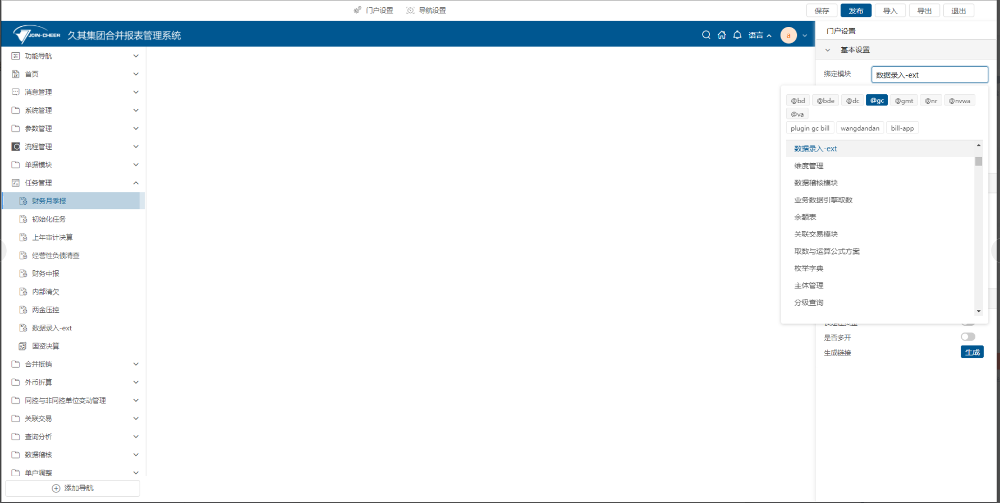 门户设置 导航设置
保存 发布 导入 导出 退出
JOIN-CHEER 久其集团合并报表管理系统
语言 a
门户设置
基本设置
绑定模块 数据录入-ext
@bd @bde @dc @gc @gmt @nr @nvwa
@va
plugin gc bill wangdandan bill-app
数据录入-ext
维度管理
数据稽核模块
业务数据引擎取数
余额表
关联交易模块
取数与运算公式方案
枚举字典
主体管理
分级查询
是否多开
生成链接 生成
功能导航
首页
消息管理
系统管理
参数管理
流程管理
单据模块
任务管理
财务月季报
初始化任务
上年审计决算
经营性负债清查
财务中报
内部清欠
两金压控
数据录入-ext
国资决算
合并抵销
外币折算
同控与非同控单位变动管理
关联交易
查询分析
数据稽核
单户调整
添加导航